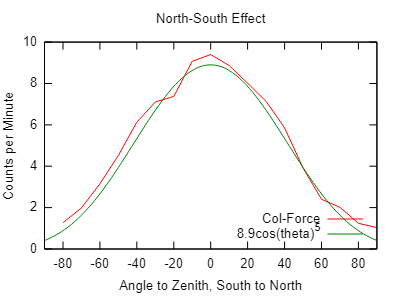 North-South Effect
Counts per Minute
10
8
6
4
2
0
-80 -60 -40 -20 0 20 40 60 80
Col-Force
8.9cos(theta)⁵
Angle to Zenith, South to North